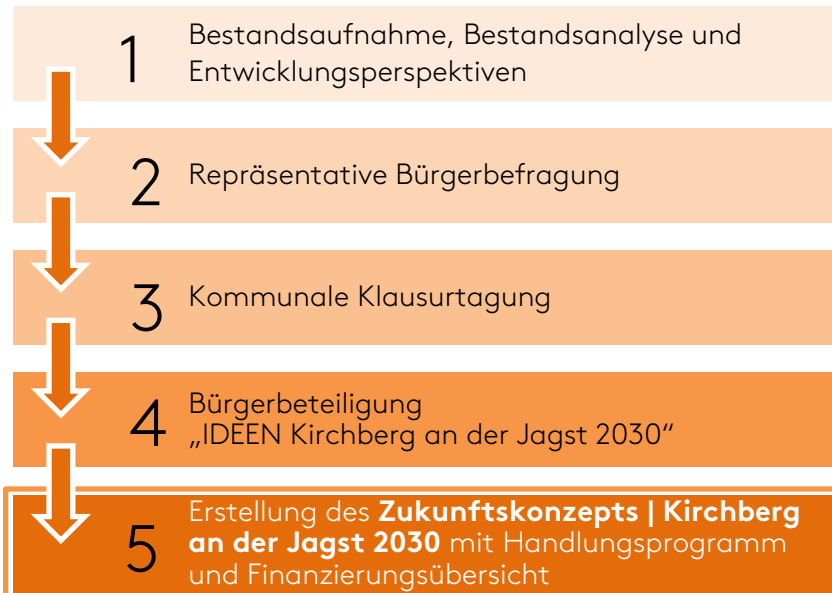 1
Bestandsaufnahme, Bestandsanalyse und
Entwicklungsperspektiven
2
Repräsentative Bürgerbefragung
3
Kommunale Klausurtagung
4
Bürgerbeteiligung
„IDEEN Kirchberg an der Jagst 2030“
5
Erstellung des Zukunftskonzepts | Kirchberg
an der Jagst 2030 mit Handlungsprogramm
und Finanzierungsübersicht